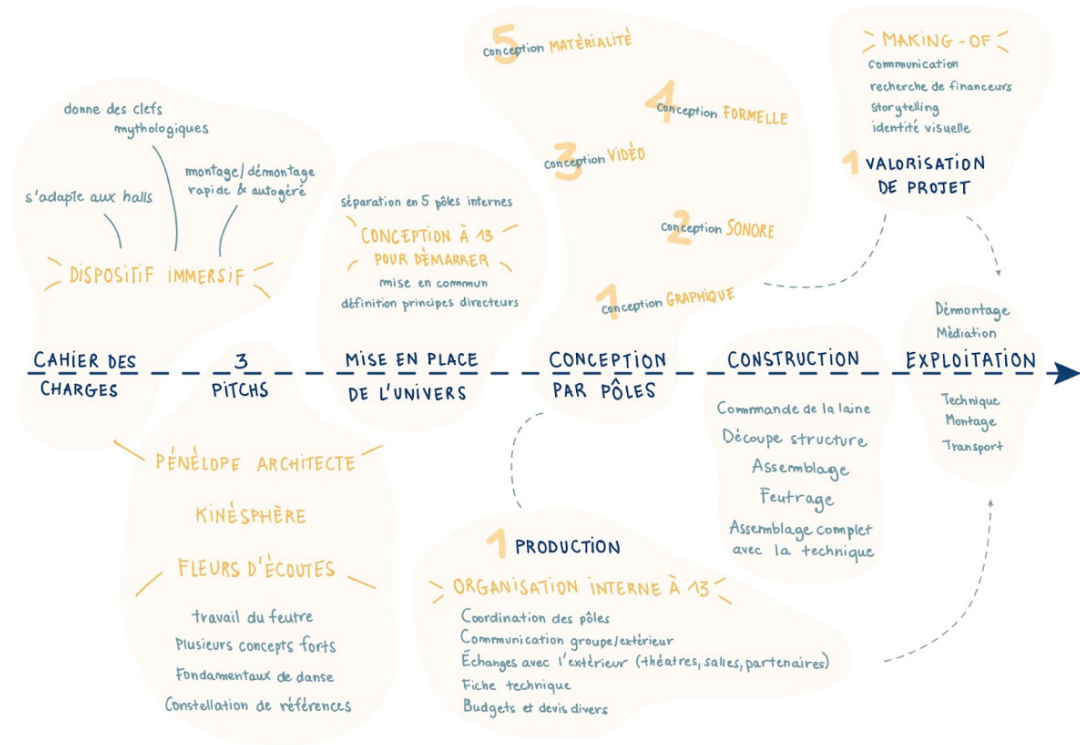 donne des clefs
mythologiques
s'adapte aux halls
montage/démontage
rapide & autogéré
DISPOSITIF IMMERSIF
CAHIER DES
CHARGES
3
PITCHS
PÉNÉLOPE ARCHITECTE
KINÉSPHÈRE
FLEURS D'ÉCOUTES
travail du feutre
Plusieurs concepts forts
Fondamentaux de danse
Constellation de références
séparation en 5 pôles internes
CONCEPTION À 13
POUR DÉMARRER
mise en commun
définition principes directeurs
MISE EN PLACE
DE L'UNIVERS
5
conception MATÉRIALITÉ
4
conception FORMELLE
3
conception VIDÉO
2
conception SONORE
1
conception GRAPHIQUE
CONCEPTION
PAR PÔLES
1 PRODUCTION
ORGANISATION INTERNE À 13
Coordination des pôles
Communication groupe/extérieur
Échanges avec l'extérieur (théatres, salles, partenaires)
Fiche technique
Budgets et devis divers
CONSTRUCTION
Commande de la laine
Découpe structure
Assemblage
Feutrage
Assemblage complet
avec la technique
MAKING-OF
communication
recherche de financeurs
storytelling
identité visuelle
1 VALORISATION
DE PROJET
Démontage
Médiation
EXPLOITATION
Technique
Montage
Transport